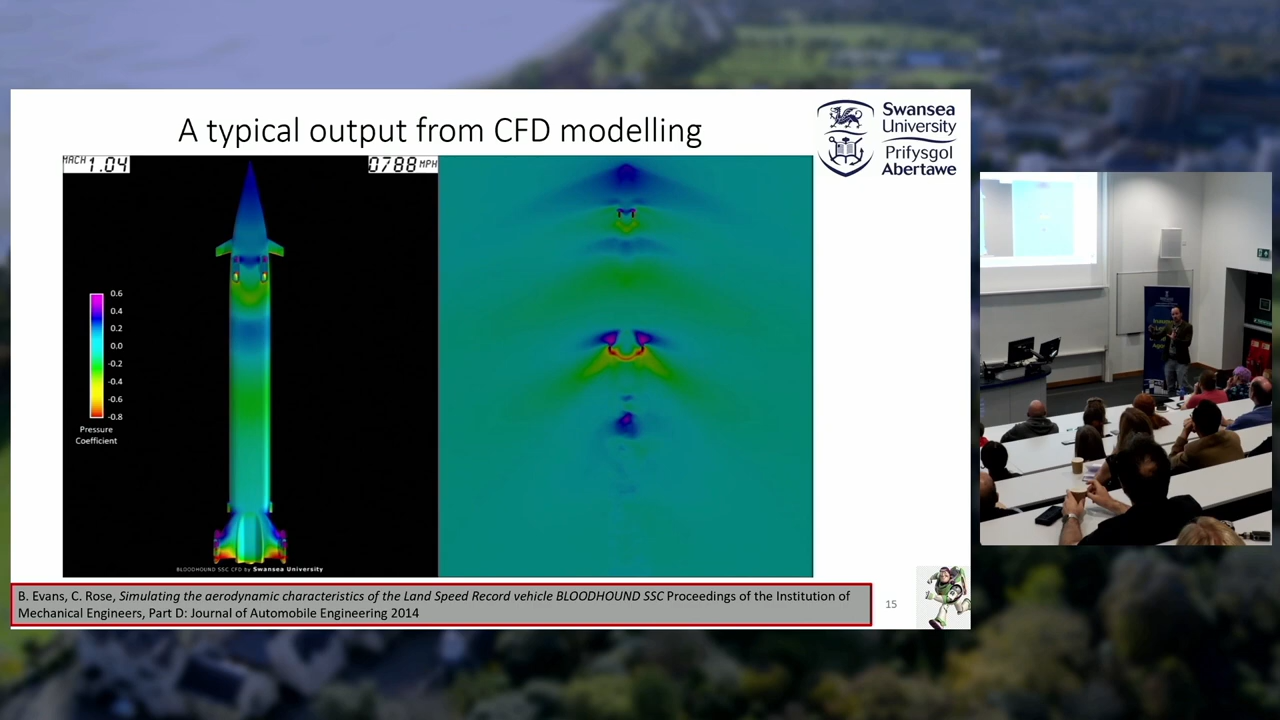 A typical output from CFD modelling
Swansea
University
Prifysgol
Abertawe
MACH 1.04
0788 MPH
0.6
0.4
0.2
0.0
-0.2
-0.4
-0.6
-0.8
Pressure
Coefficient
BLOODHOUND SSC CFD by Swansea University
B. Evans, C. Rose, Simulating the aerodynamic characteristics of the Land Speed Record vehicle BLOODHOUND SSC Proceedings of the Institution of
Mechanical Engineers, Part D: Journal of Automobile Engineering 2014
15